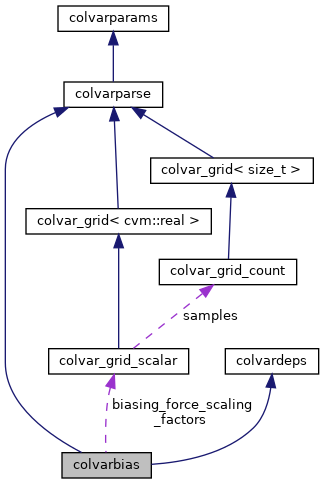 colvarparams
colvarparse
colvar_grid< size_t >
colvar_grid< cvm::real >
colvar_grid_count
samples
colvar_grid_scalar
colvardeps
biasing_force_scaling
_factors
colvarbias